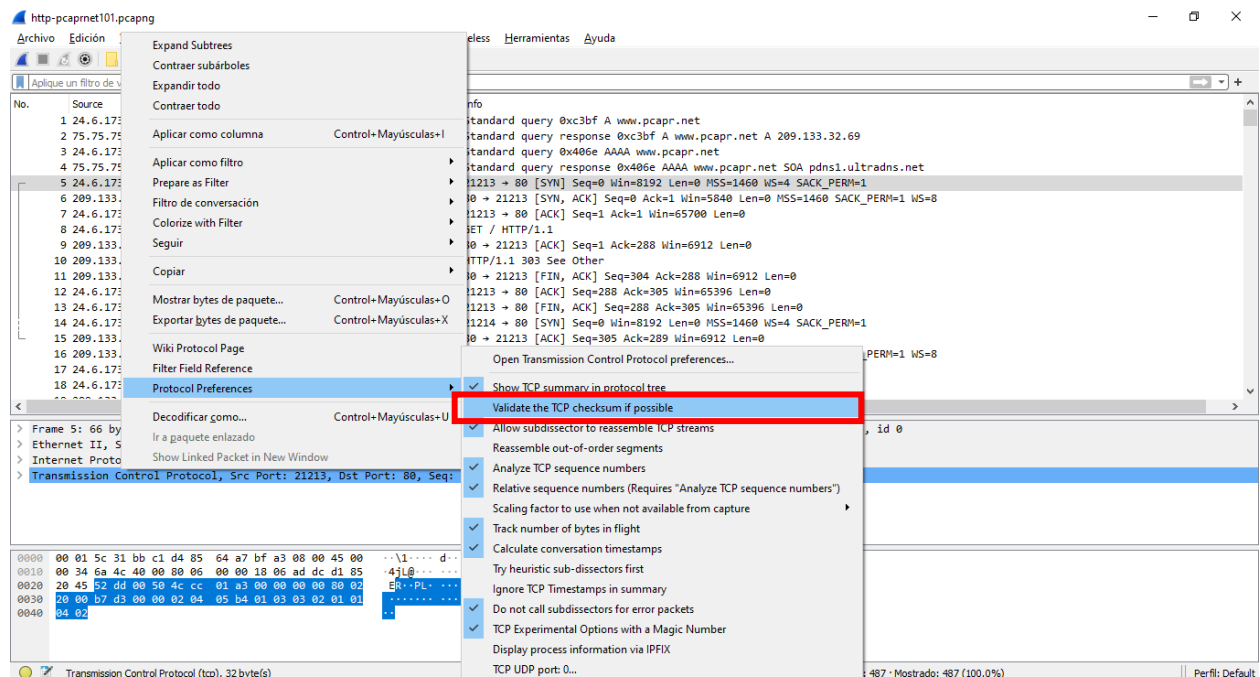 http-pcaprnet101.pcapng
Archivo Edición eless Herramientas Ayuda
Aplique un filtro de v
No. Source nfo
1 24.6.173 Standard query 0xc3bf A www.pcapr.net
2 75.75.75 Standard query response 0xc3bf A www.pcapr.net A 209.133.32.69
3 24.6.173 Standard query 0x406e AAAA www.pcapr.net
4 75.75.75 Standard query response 0x406e AAAA www.pcapr.net SOA pdns1.ultradns.net
5 24.6.173 21213 → 80 [SYN] Seq=0 Win=8192 Len=0 MSS=1460 WS=4 SACK_PERM=1
6 209.133. 80 → 21213 [SYN, ACK] Seq=0 Ack=1 Win=5840 Len=0 MSS=1460 SACK_PERM=1 WS=8
7 24.6.173 21213 → 80 [ACK] Seq=1 Ack=1 Win=65700 Len=0
8 24.6.173 GET / HTTP/1.1
9 209.133. 80 → 21213 [ACK] Seq=1 Ack=288 Win=6912 Len=0
10 209.133. HTTP/1.1 303 See Other
11 209.133. 80 → 21213 [FIN, ACK] Seq=304 Ack=288 Win=6912 Len=0
12 24.6.173 21213 → 80 [ACK] Seq=288 Ack=305 Win=65396 Len=0
13 24.6.173 21213 → 80 [FIN, ACK] Seq=288 Ack=305 Win=65396 Len=0
14 24.6.173 21214 → 80 [SYN] Seq=0 Win=8192 Len=0 MSS=1460 WS=4 SACK_PERM=1
15 209.133. 80 → 21213 [ACK] Seq=305 Ack=289 Win=6912 Len=0
16 209.133. _PERM=1 WS=8
17 24.6.173
18 24.6.173
Expand Subtrees
Contraer subárboles
Expandir todo
Contraer todo
Aplicar como columna Control+Mayúsculas+I
Aplicar como filtro
Prepare as Filter
Filtro de conversación
Colorize with Filter
Seguir
Copiar
Mostrar bytes de paquete... Control+Mayúsculas+O
Exportar bytes de paquete... Control+Mayúsculas+X
Wiki Protocol Page
Filter Field Reference
Protocol Preferences
Decodificar como... Control+Mayúsculas+U
Ir a paquete enlazado
Show Linked Packet in New Window
Open Transmission Control Protocol preferences...
Show TCP summary in protocol tree
Validate the TCP checksum if possible
Allow subdissector to reassemble TCP streams
Reassemble out-of-order segments
Analyze TCP sequence numbers
Relative sequence numbers (Requires "Analyze TCP sequence numbers")
Scaling factor to use when not available from capture
Track number of bytes in flight
Calculate conversation timestamps
Try heuristic sub-dissectors first
Ignore TCP Timestamps in summary
Do not call subdissectors for error packets
TCP Experimental Options with a Magic Number
Display process information via IPFIX
TCP UDP port: 0...
Frame 5: 66 by , id 0
Ethernet II, S
Internet Proto
Transmission Control Protocol, Src Port: 21213, Dst Port: 80, Seq:
0000 00 01 5c 31 bb c1 d4 85 64 a7 bf a3 08 00 45 00 ··\1···· d··
0010 00 34 6a 4c 40 00 80 06 00 00 18 06 ad dc d1 85 ·4jL@··· ···
0020 20 45 52 dd 00 50 4c cc 01 a3 00 00 00 00 80 02 ER··PL· ···
0030 20 00 b7 d3 00 00 02 04 05 b4 01 03 03 02 01 01 ······· ···
0040 04 02 ··
Transmission Control Protocol (tcp), 32 byte(s) : 487 · Mostrado: 487 (100.0%) Perfil: Default